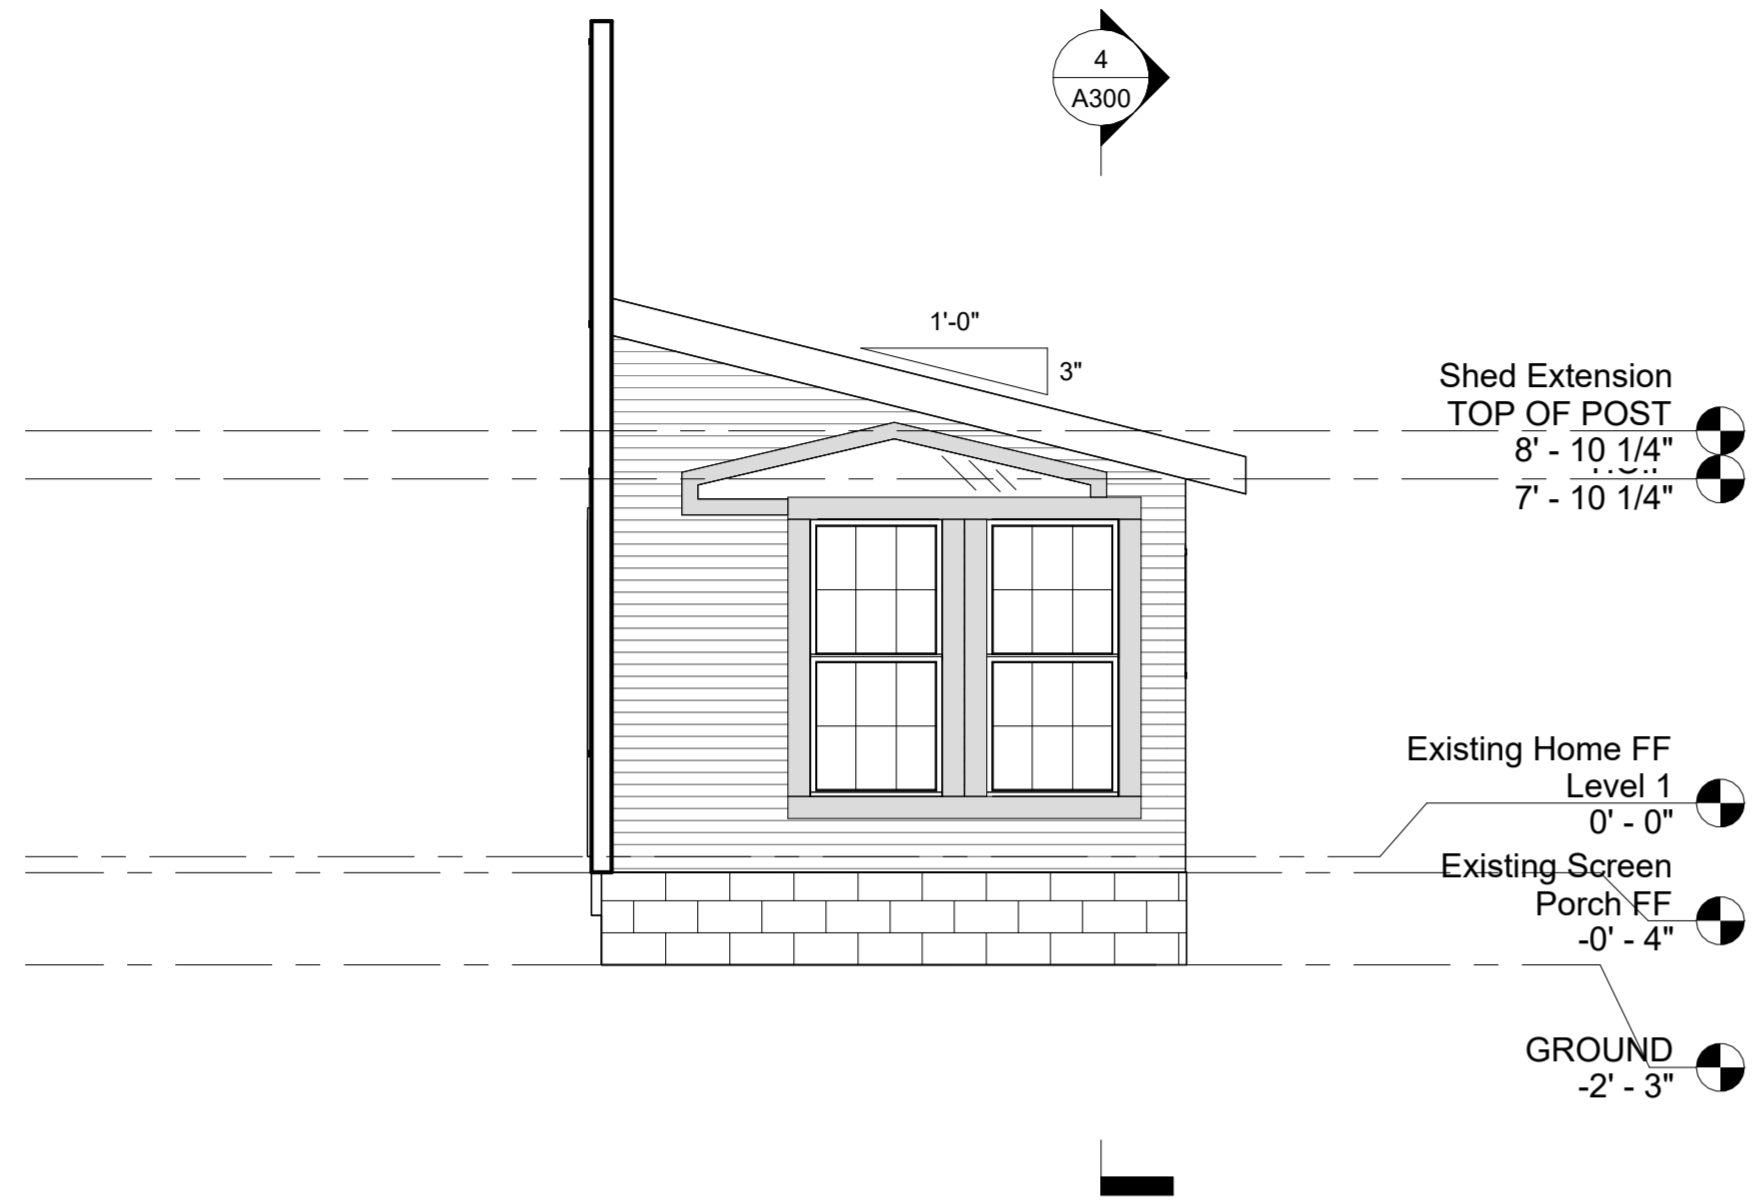 4
A300
1'-0"
3"
Shed Extension
TOP OF POST
8' - 10 1/4"
7' - 10 1/4"
Existing Home FF
Level 1
0' - 0"
Existing Screen
Porch FF
-0' - 4"
GROUND
-2' - 3"